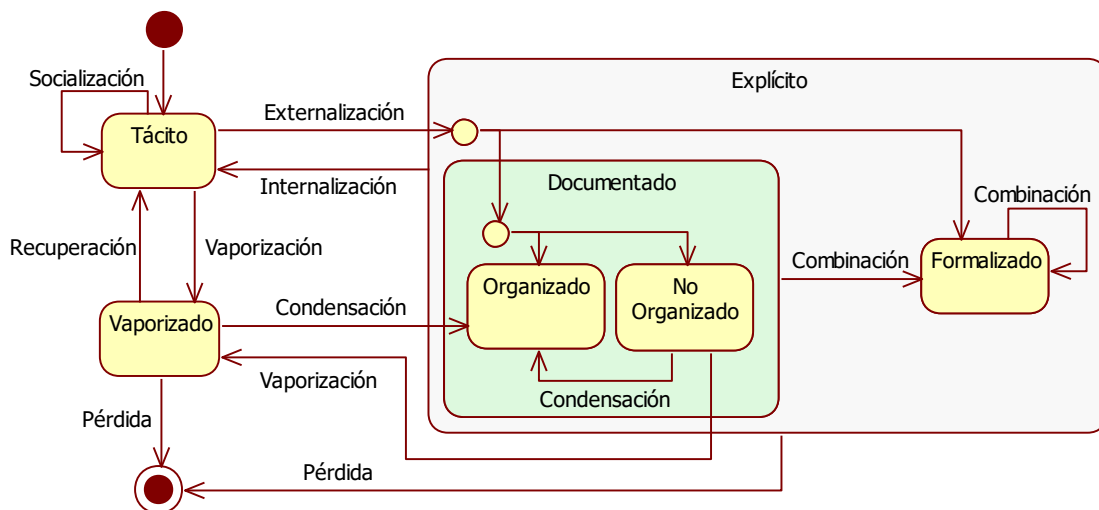 Socialización
Explícito
Externalización
Tácito
Documentado
Internalización
Combinación
Recuperación
Vaporización
Combinación
Formalizado
Organizado
No
Organizado
Vaporizado
Condensación
Vaporización
Condensación
Pérdida
Pérdida